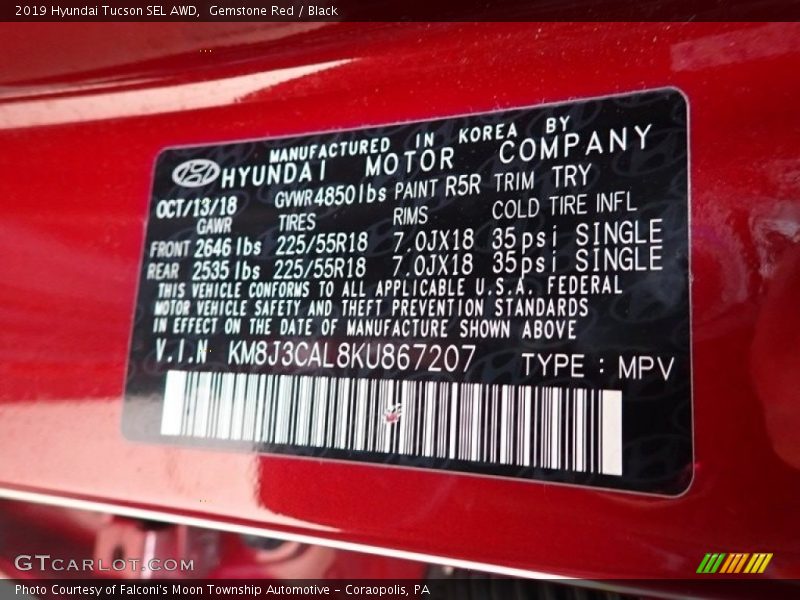 2019 Hyundai Tucson SEL AWD,  Gemstone Red / Black
MANUFACTURED IN KOREA BY
HYUNDAI MOTOR COMPANY
OCT/13/18 GVWR 4850lbs PAINT R5R TRIM TRY
GAWR TIRES RIMS COLD TIRE INFL
FRONT 2646 lbs 225/55R18 7.0JX18 35psi SINGLE
REAR 2535 lbs 225/55R18 7.0JX18 35psi SINGLE
THIS VEHICLE CONFORMS TO ALL APPLICABLE U.S.A. FEDERAL
MOTOR VEHICLE SAFETY AND THEFT PREVENTION STANDARDS
IN EFFECT ON THE DATE OF MANUFACTURE SHOWN ABOVE
V.I.N KM8J3CAL8KU867207 TYPE : MPV
GTCARLOT.COM
Photo Courtesy of Falconi's Moon Township Automotive - Coraopolis, PA